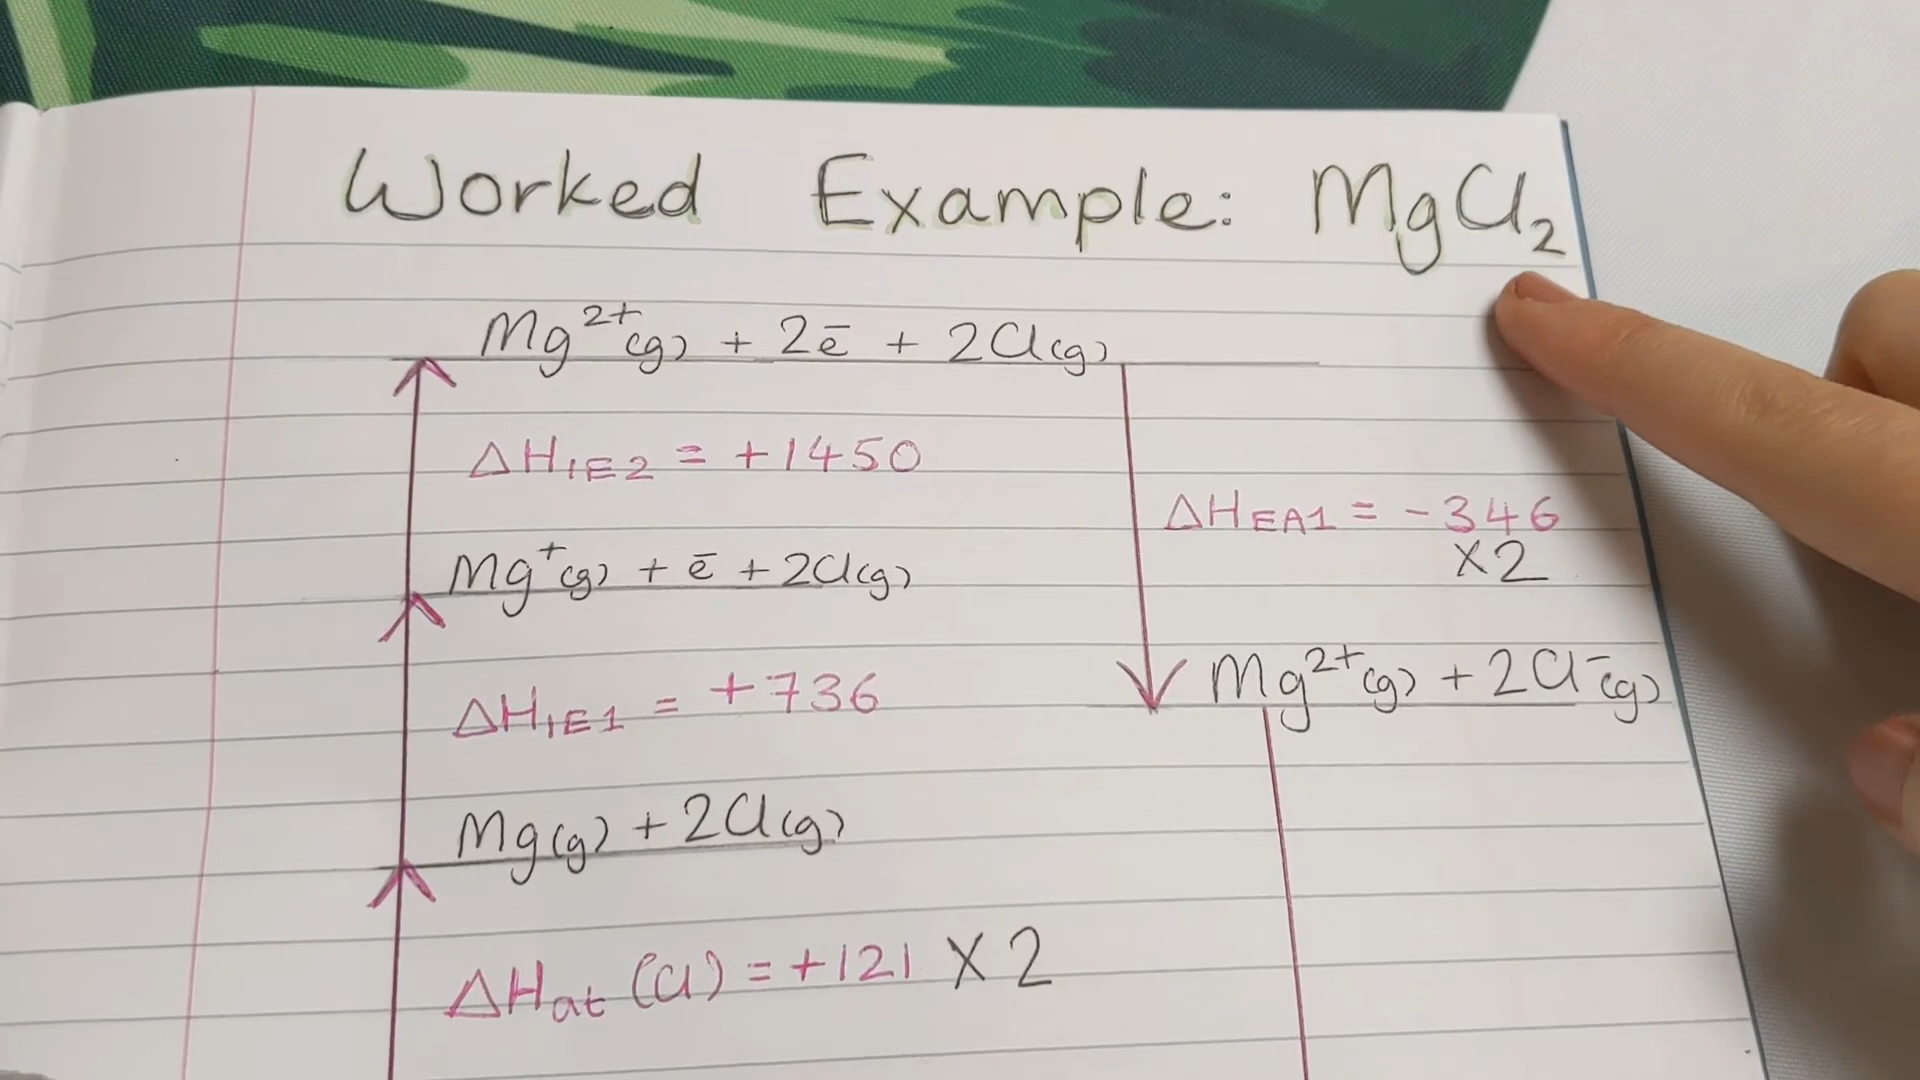 Worked Example: MgCl₂
Mg²⁺(g) + 2ē + 2Cl(g)
ΔH_IE2 = +1450
ΔH_EA1 = -346
X2
Mg⁺(g) + ē + 2Cl(g)
Mg²⁺(g) + 2Cl⁻(g)
ΔH_IE1 = +736
Mg(g) + 2Cl(g)
ΔH_at (Cl) = +121 X 2